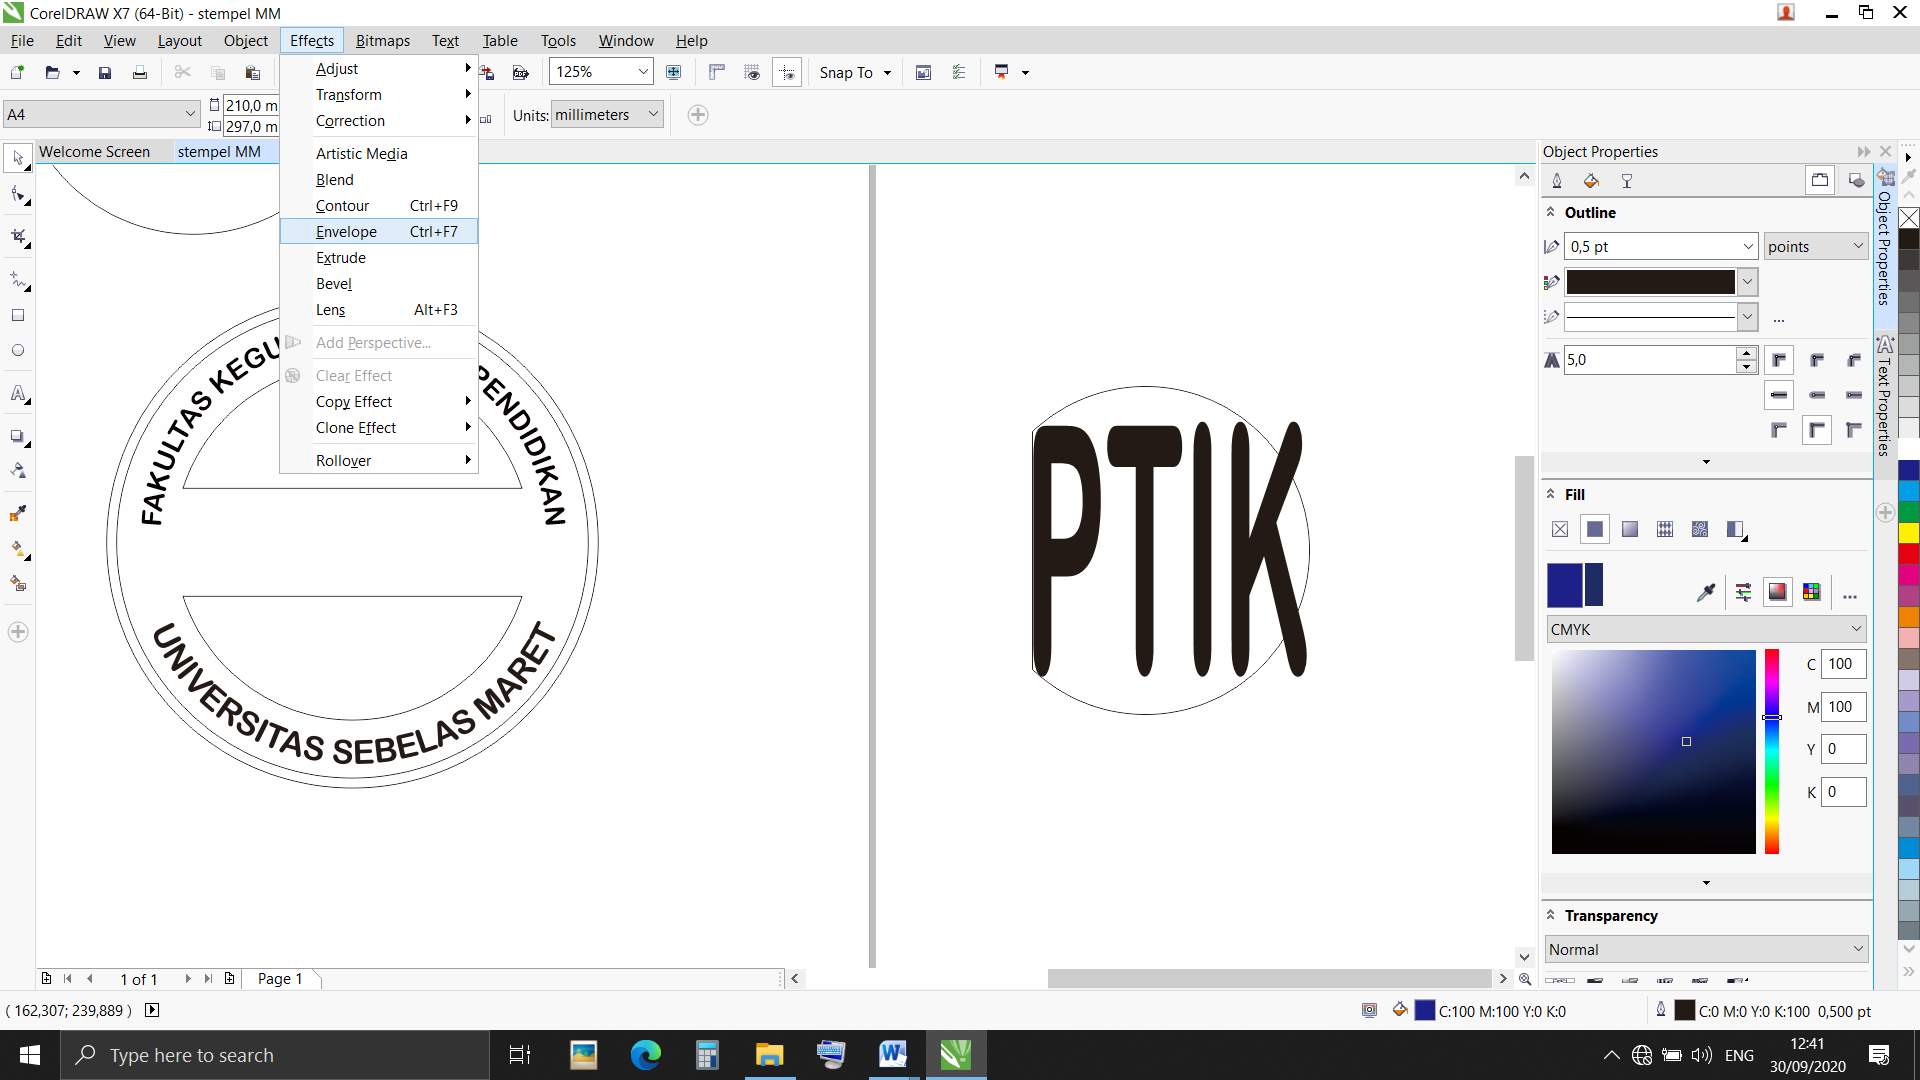 CorelDRAW X7 (64-Bit) - stempel MM
File Edit View Layout Object Effects Bitmaps Text Table Tools Window Help
125% Snap To
A4 210,0 m Units: millimeters
297,0 m
Welcome Screen stempel MM
Adjust
Transform
Correction
Artistic Media
Blend
Contour Ctrl+F9
Envelope Ctrl+F7
Extrude
Bevel
Lens Alt+F3
Add Perspective...
Clear Effect
Copy Effect
Clone Effect
Rollover
FAKULTAS KEGU
PENDIDIKAN
UNIVERSITAS SEBELAS MARET
PTIK
Object Properties
Outline
0,5 pt points
...
5,0
Fill
...
CMYK
C 100
M 100
Y 0
K 0
Transparency
Normal
Object Properties
Text Properties
1 of 1 Page 1
( 162,307; 239,889 ) C:100 M:100 Y:0 K:0 C:0 M:0 Y:0 K:100 0,500 pt
Type here to search ENG 12:41
30/09/2020